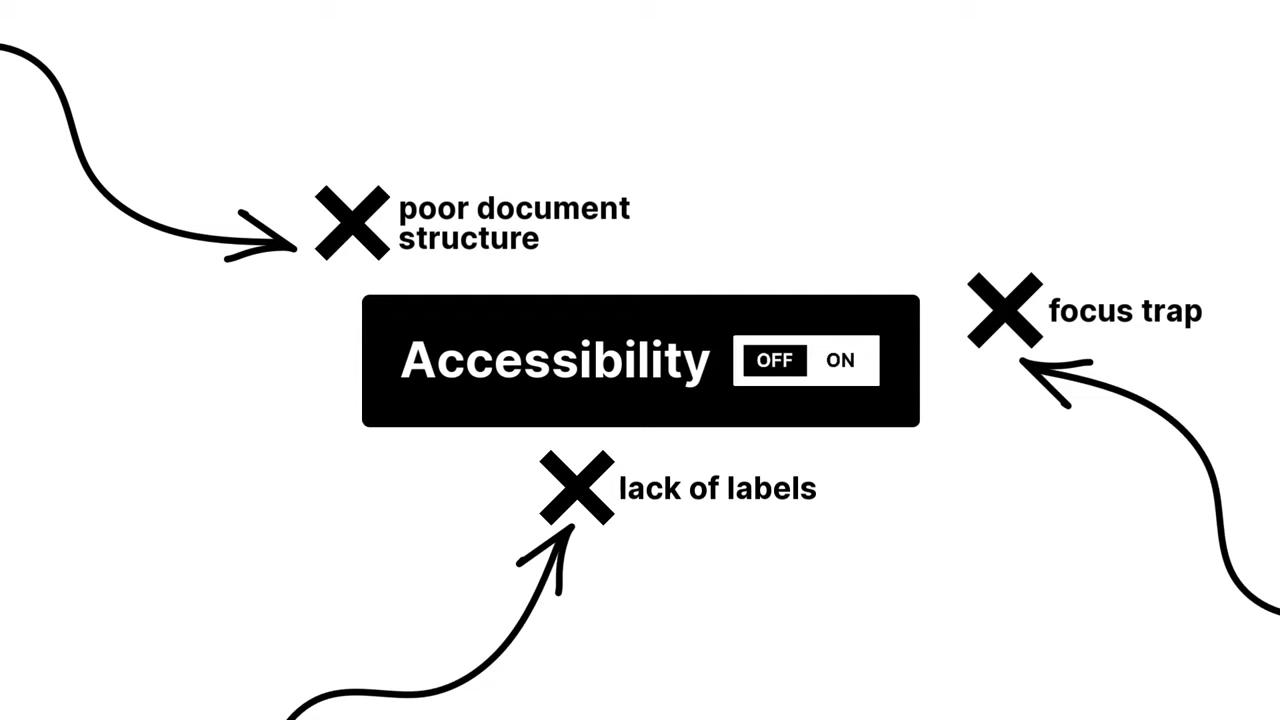 poor document
structure
focus trap
Accessibility OFF ON
lack of labels